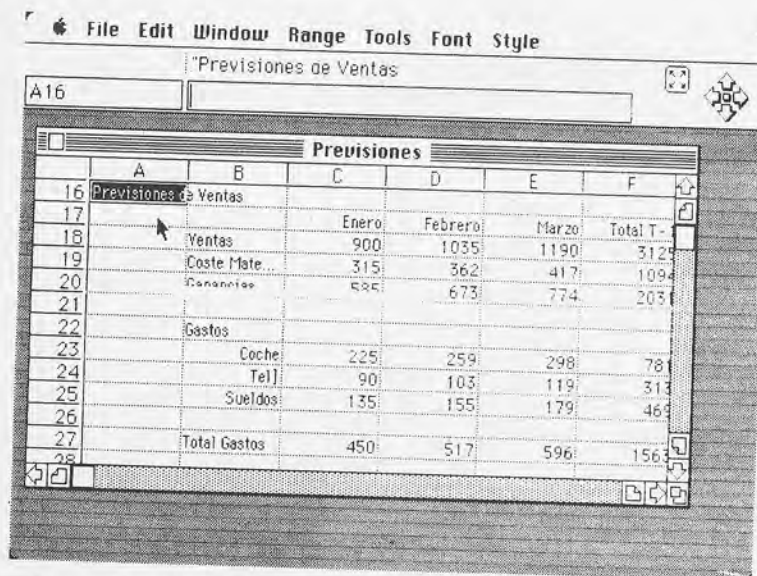 File Edit Window Range Tools Font Style
"Previsiones de Ventas
A16
Previsiones
A B C D E F
16 Previsiones de Ventas
17 Enero Febrero Marzo Total T-
18 Ventas 900 1035 1190 3125
19 Coste Mate... 315 362 417 1094
20 Ganancias 585 673 774 2031
21
22 Gastos
23 Coche 225 259 298 781
24 Tel] 90 103 119 313
25 Sueldos 135 155 179 469
26
27 Total Gastos 450 517 596 1563
28